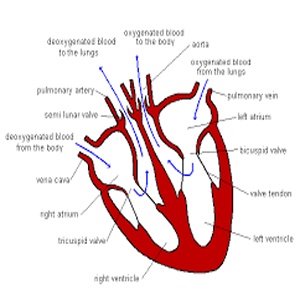 deoxygenated blood
to the lungs
oxygenated blood
to the body
aorta
oxygenated blood
from the lungs
pulmonary artery
pulmonary vein
semi lunar valve
left atrium
deoxygenated blood
from the body
bicuspid valve
vena cava
valve tendon
right atrium
tricuspid valve
left ventricle
right ventricle